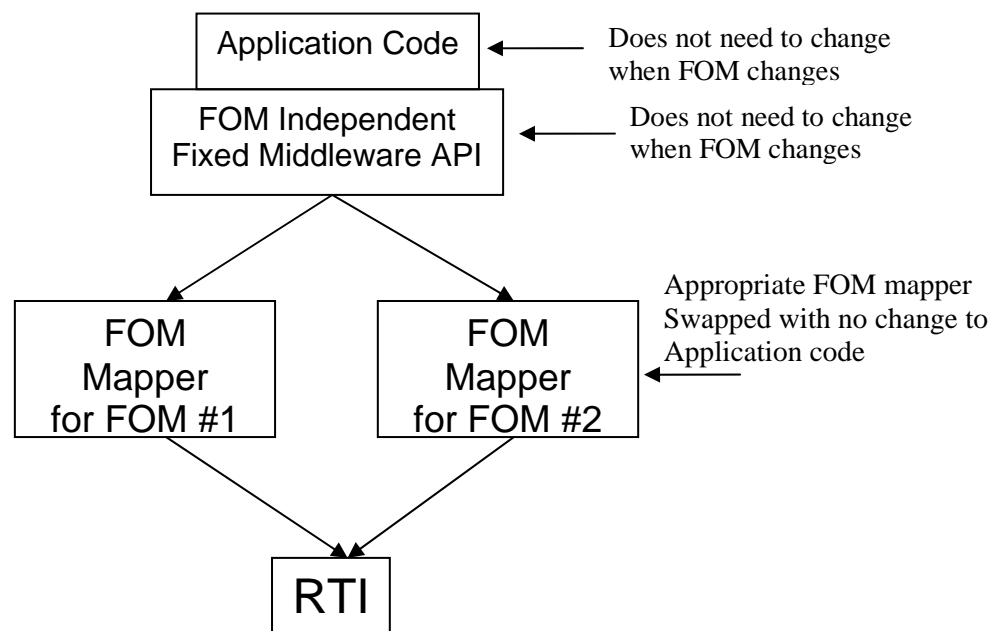 Application Code
Does not need to change
when FOM changes
FOM Independent
Fixed Middleware API
Does not need to change
when FOM changes
FOM
Mapper
for FOM #1
FOM
Mapper
for FOM #2
Appropriate FOM mapper
Swapped with no change to
Application code
RTI